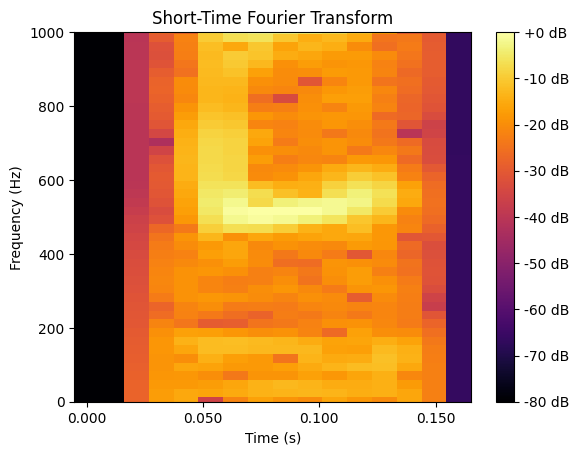 Short-Time Fourier Transform
Frequency (Hz)
1000
800
600
400
200
0
0.000
0.050
0.100
0.150
Time (s)
+0 dB
-10 dB
-20 dB
-30 dB
-40 dB
-50 dB
-60 dB
-70 dB
-80 dB